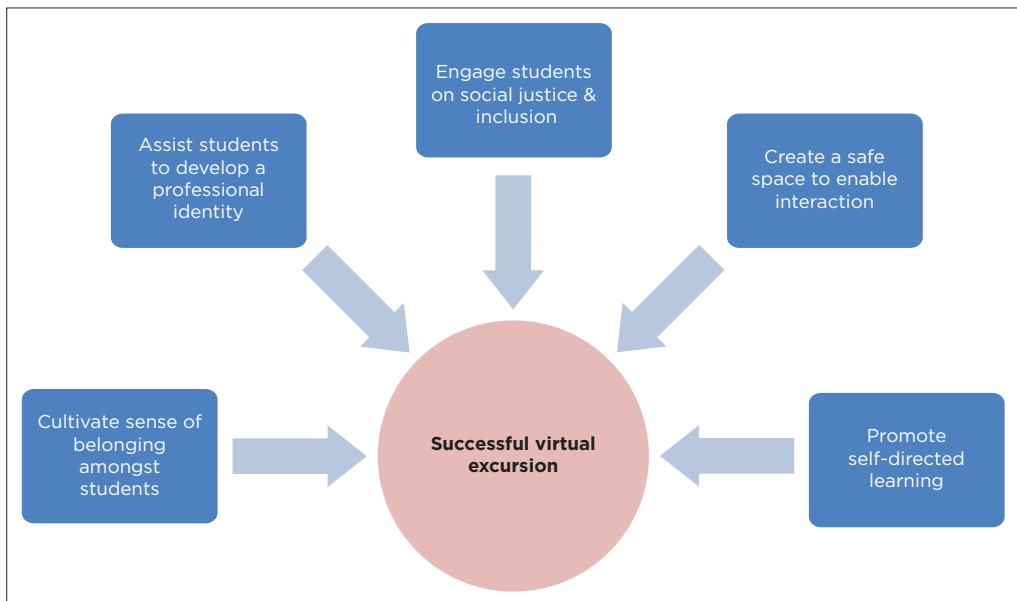 Engage students
on social justice &
inclusion
Assist students
to develop a
professional
identity
Create a safe
space to enable
interaction
Cultivate sense of
belonging
amongst
students
Successful virtual
excursion
Promote
self-directed
learning